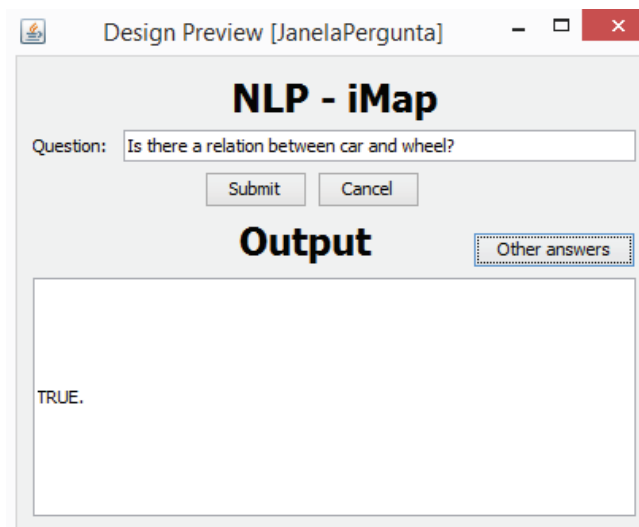 Design Preview [JanelaPergunta]
NLP - iMap
Question: Is there a relation between car and wheel?
Submit Cancel
Output
Other answers
TRUE.